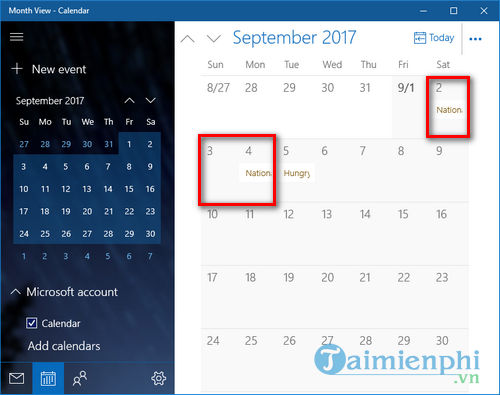 Month View - Calendar
September 2017
Today
New event
Sun Mon Tue Wed Thu Fri Sat
8/27 28 29 30 31 9/1 2
Nation
3 4 5 6 7 8 9
Nation Hungry
10 11 12 13 14 15 16
17 18 19 20 21 22 23
24 25 26 27 28 29 30
September 2017
Su Mo Tu We Th Fr Sa
27 28 29 30 31 1 2
3 4 5 6 7 8 9
10 11 12 13 14 15 16
17 18 19 20 21 22 23
24 25 26 27 28 29 30
1 2 3 4 5 6 7
Microsoft account
Calendar
Add calendars
Taimienphi
.vn